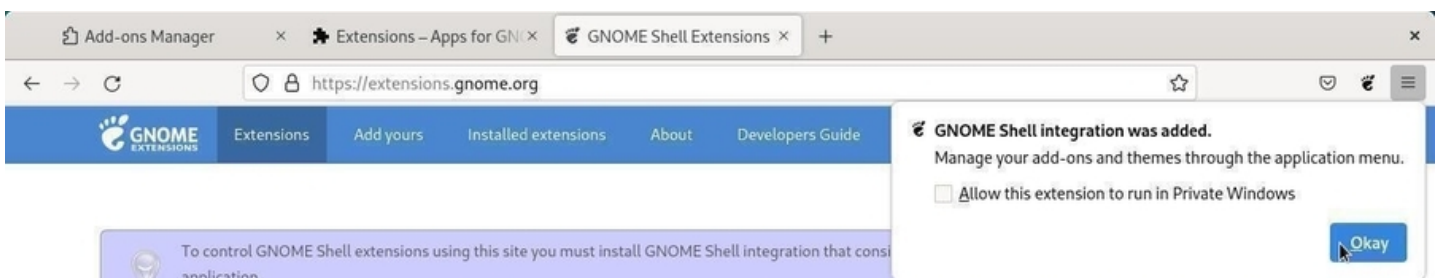 Add-ons Manager
Extensions – Apps for GN
GNOME Shell Extensions
https://extensions.gnome.org
GNOME
EXTENSIONS
Extensions
Add yours
Installed extensions
About
Developers Guide
GNOME Shell integration was added.
Manage your add-ons and themes through the application menu.
Allow this extension to run in Private Windows
Okay
To control GNOME Shell extensions using this site you must install GNOME Shell integration that consi
application